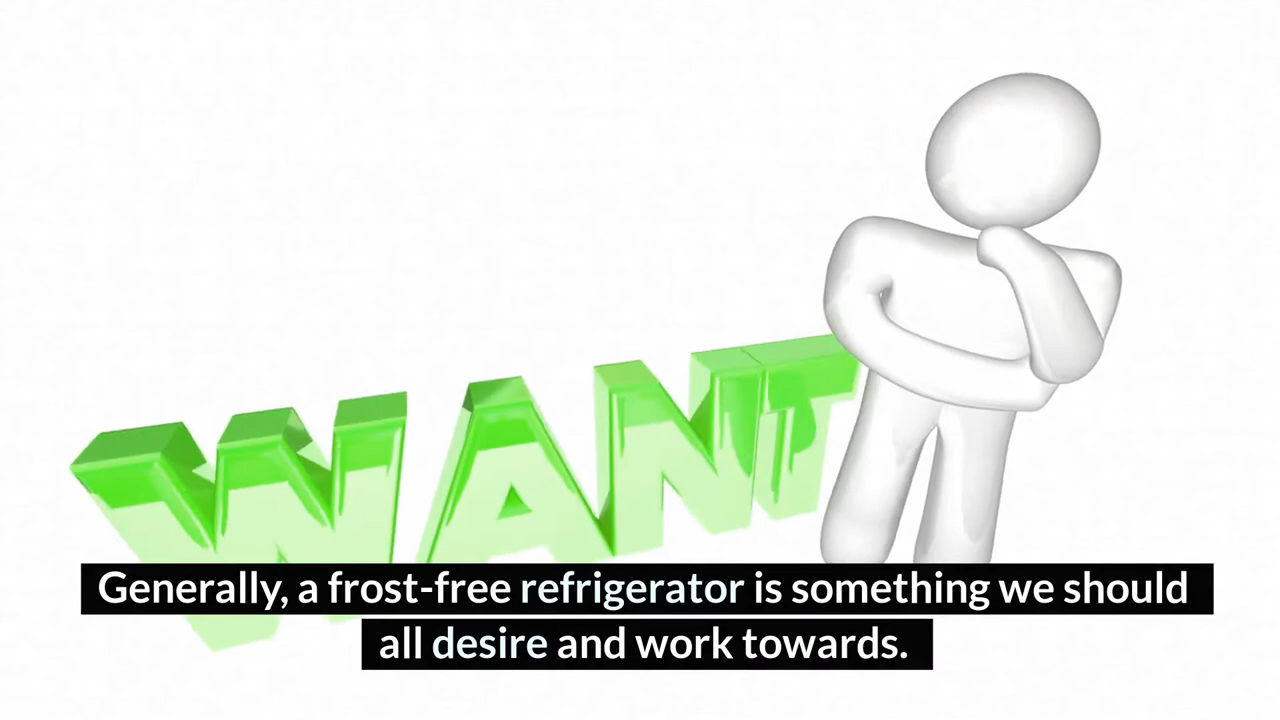 WANT
Generally, a frost-free refrigerator is something we should
all desire and work towards.